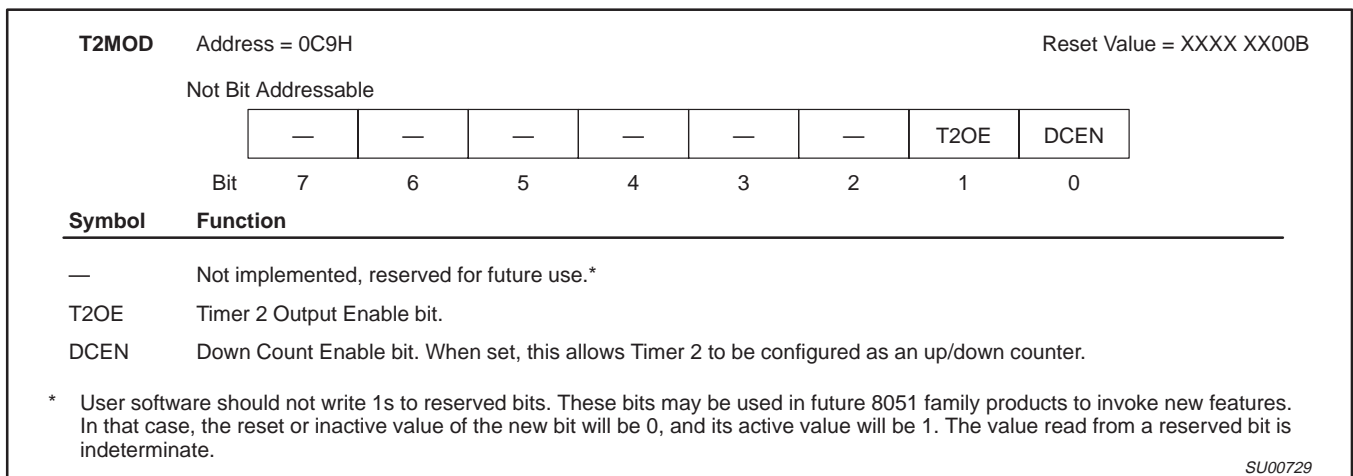 T2MOD Address = 0C9H Reset Value = XXXX XX00B
Not Bit Addressable
— — — — — — T2OE DCEN
Bit 7 6 5 4 3 2 1 0
Symbol Function
— Not implemented, reserved for future use.*
T2OE Timer 2 Output Enable bit.
DCEN Down Count Enable bit. When set, this allows Timer 2 to be configured as an up/down counter.
* User software should not write 1s to reserved bits. These bits may be used in future 8051 family products to invoke new features.
In that case, the reset or inactive value of the new bit will be 0, and its active value will be 1. The value read from a reserved bit is
indeterminate.
SU00729